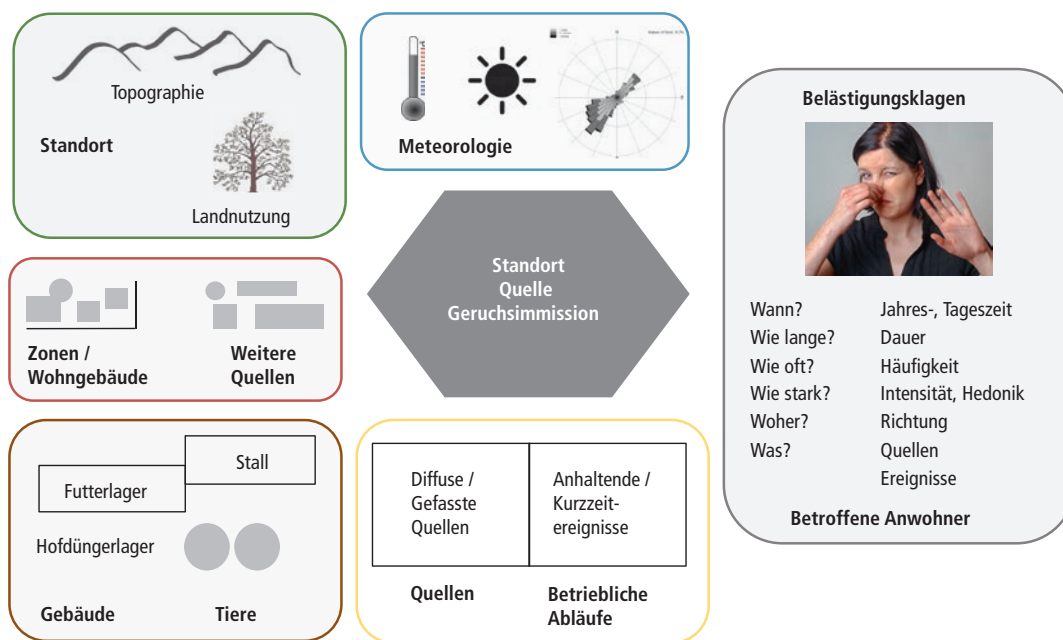 Topographie
Standort
Landnutzung
Meteorologie
Standort
Quelle
Geruchsimmission
Zonen /
Wohngebäude
Weitere
Quellen
Stall
Futterlager
Hofdüngerlager
Gebäude
Tiere
Diffuse /
Gefasste
Quellen
Anhaltende /
Kurzzeit-
ereignisse
Quellen
Betriebliche
Abläufe
Belästigungsklagen
Wann? Jahres-, Tageszeit
Wie lange? Dauer
Wie oft? Häufigkeit
Wie stark? Intensität, Hedonik
Woher? Richtung
Was? Quellen
Ereignisse
Betroffene Anwohner